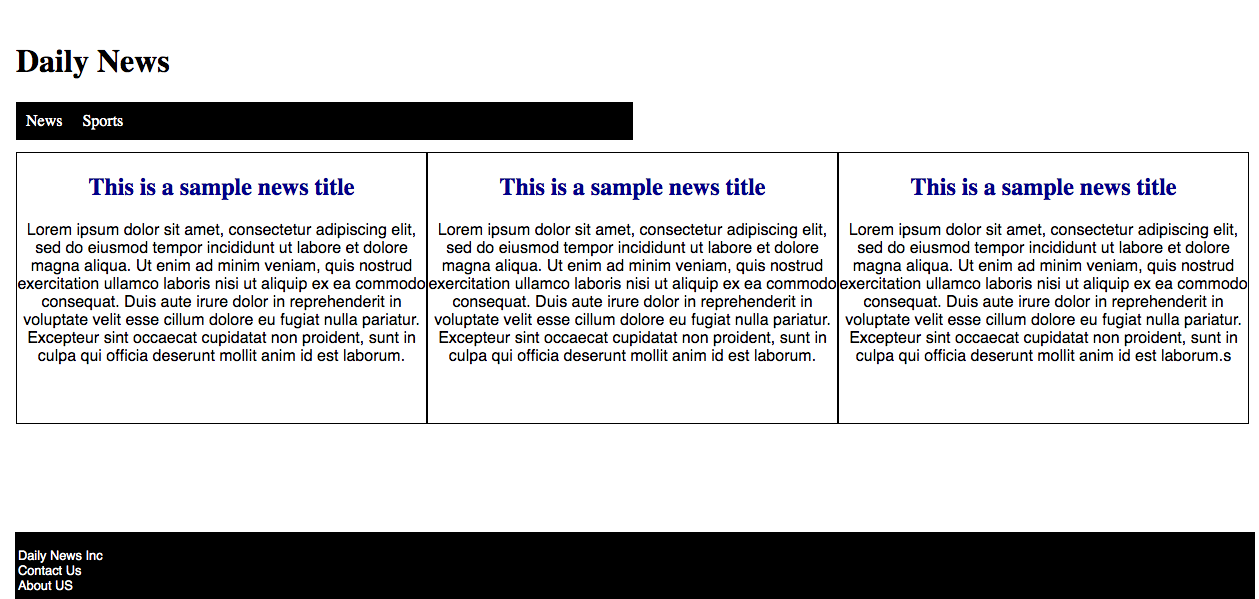 Daily News
News Sports
This is a sample news title
Lorem ipsum dolor sit amet, consectetur adipiscing elit,
sed do eiusmod tempor incididunt ut labore et dolore
magna aliqua. Ut enim ad minim veniam, quis nostrud
exercitation ullamco laboris nisi ut aliquip ex ea commodo
consequat. Duis aute irure dolor in reprehenderit in
voluptate velit esse cillum dolore eu fugiat nulla pariatur.
Excepteur sint occaecat cupidatat non proident, sunt in
culpa qui officia deserunt mollit anim id est laborum.
This is a sample news title
Lorem ipsum dolor sit amet, consectetur adipiscing elit,
sed do eiusmod tempor incididunt ut labore et dolore
magna aliqua. Ut enim ad minim veniam, quis nostrud
exercitation ullamco laboris nisi ut aliquip ex ea commodo
consequat. Duis aute irure dolor in reprehenderit in
voluptate velit esse cillum dolore eu fugiat nulla pariatur.
Excepteur sint occaecat cupidatat non proident, sunt in
culpa qui officia deserunt mollit anim id est laborum.
This is a sample news title
Lorem ipsum dolor sit amet, consectetur adipiscing elit,
sed do eiusmod tempor incididunt ut labore et dolore
magna aliqua. Ut enim ad minim veniam, quis nostrud
exercitation ullamco laboris nisi ut aliquip ex ea commodo
consequat. Duis aute irure dolor in reprehenderit in
voluptate velit esse cillum dolore eu fugiat nulla pariatur.
Excepteur sint occaecat cupidatat non proident, sunt in
culpa qui officia deserunt mollit anim id est laborum.s
Daily News Inc
Contact Us
About US